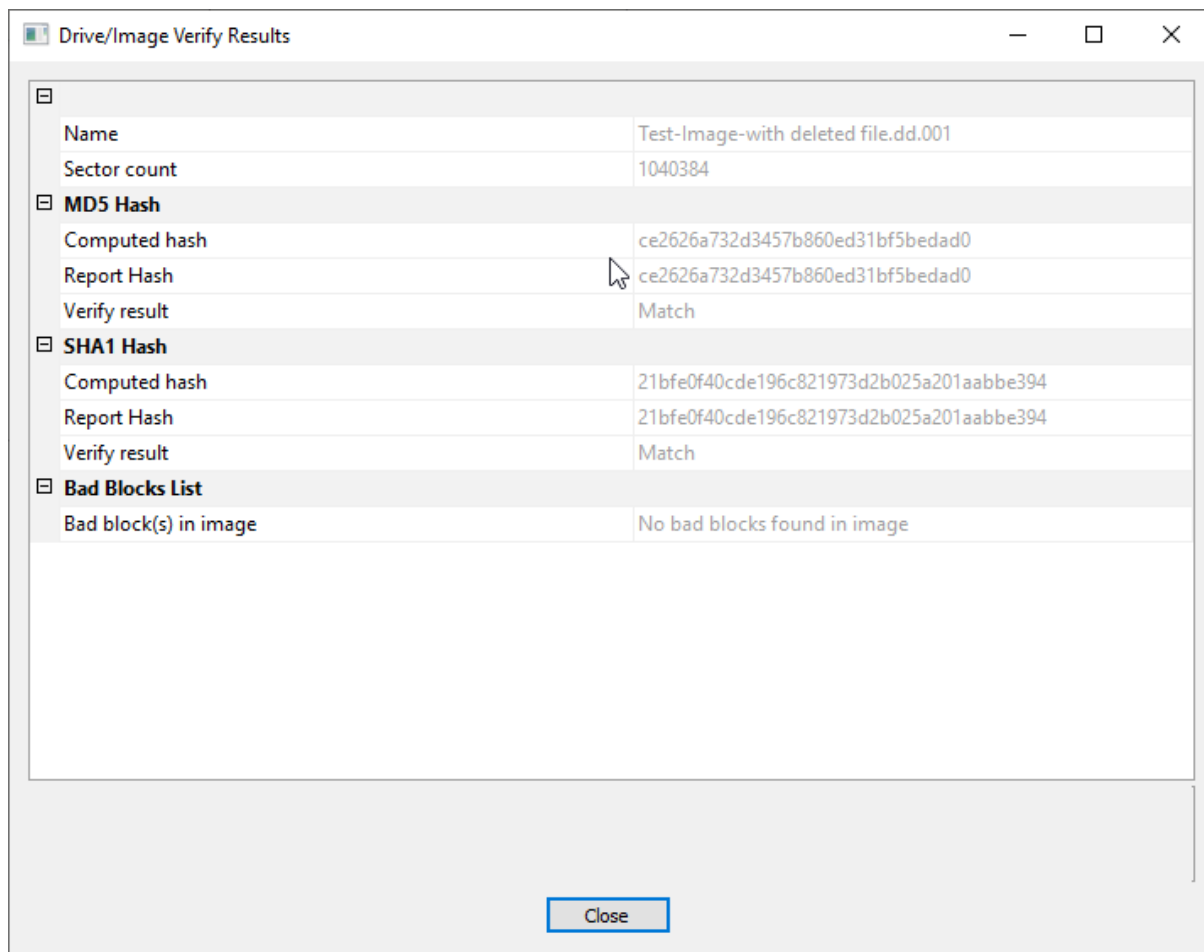 Drive/Image Verify Results
Name Test-Image-with deleted file.dd.001
Sector count 1040384
MD5 Hash
Computed hash ce2626a732d3457b860ed31bf5bedad0
Report Hash ce2626a732d3457b860ed31bf5bedad0
Verify result Match
SHA1 Hash
Computed hash 21bfe0f40cde196c821973d2b025a201aabbe394
Report Hash 21bfe0f40cde196c821973d2b025a201aabbe394
Verify result Match
Bad Blocks List
Bad block(s) in image No bad blocks found in image
Close